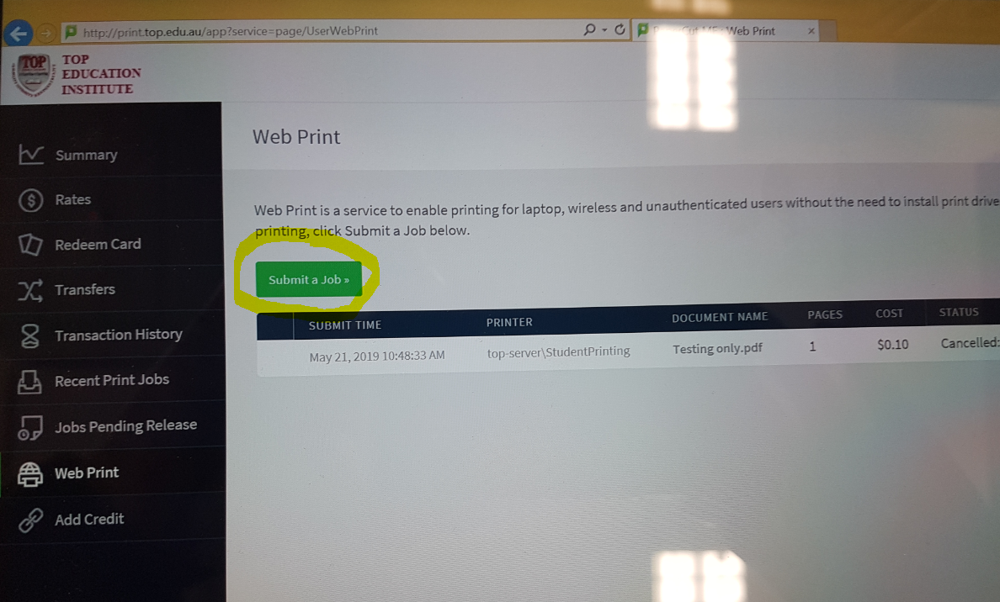 http://print.top.edu.au/app?service=page/UserWebPrint
Web Print
TOP
TOP
EDUCATION
INSTITUTE
Summary
Rates
Redeem Card
Transfers
Transaction History
Recent Print Jobs
Jobs Pending Release
Web Print
Add Credit
Web Print
Web Print is a service to enable printing for laptop, wireless and unauthenticated users without the need to install print drive
printing, click Submit a Job below.
Submit a Job »
SUBMIT TIME PRINTER DOCUMENT NAME PAGES COST STATUS
May 21, 2019 10:48:33 AM top-server\StudentPrinting Testing only.pdf 1 $0.10 Cancelled: